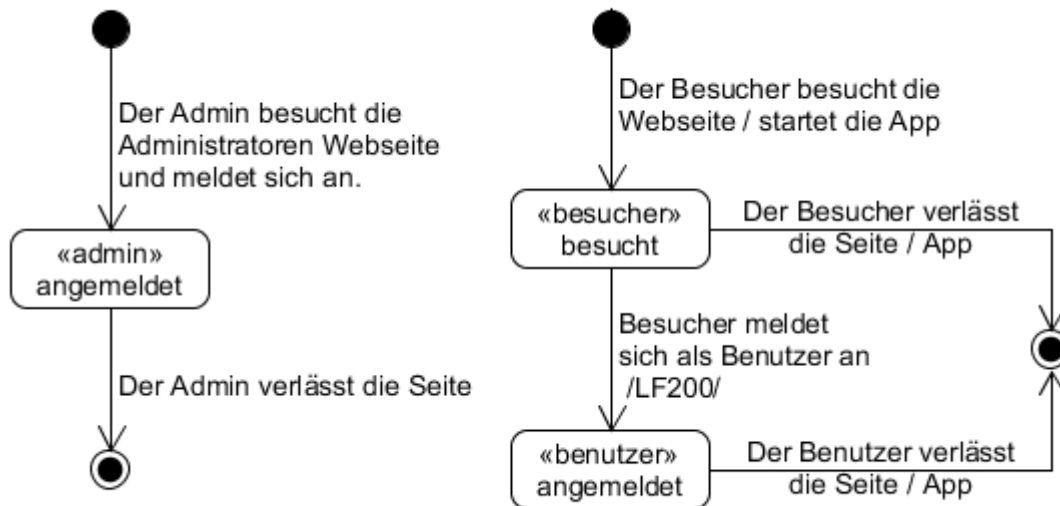 Der Admin besucht die
Administratoren Webseite
und meldet sich an.
«admin»
angemeldet
Der Admin verlässt die Seite
Der Besucher besucht die
Webseite / startet die App
«besucher»
besucht
Der Besucher verlässt
die Seite / App
Besucher meldet
sich als Benutzer an
/LF200/
«benutzer»
angemeldet
Der Benutzer verlässt
die Seite / App